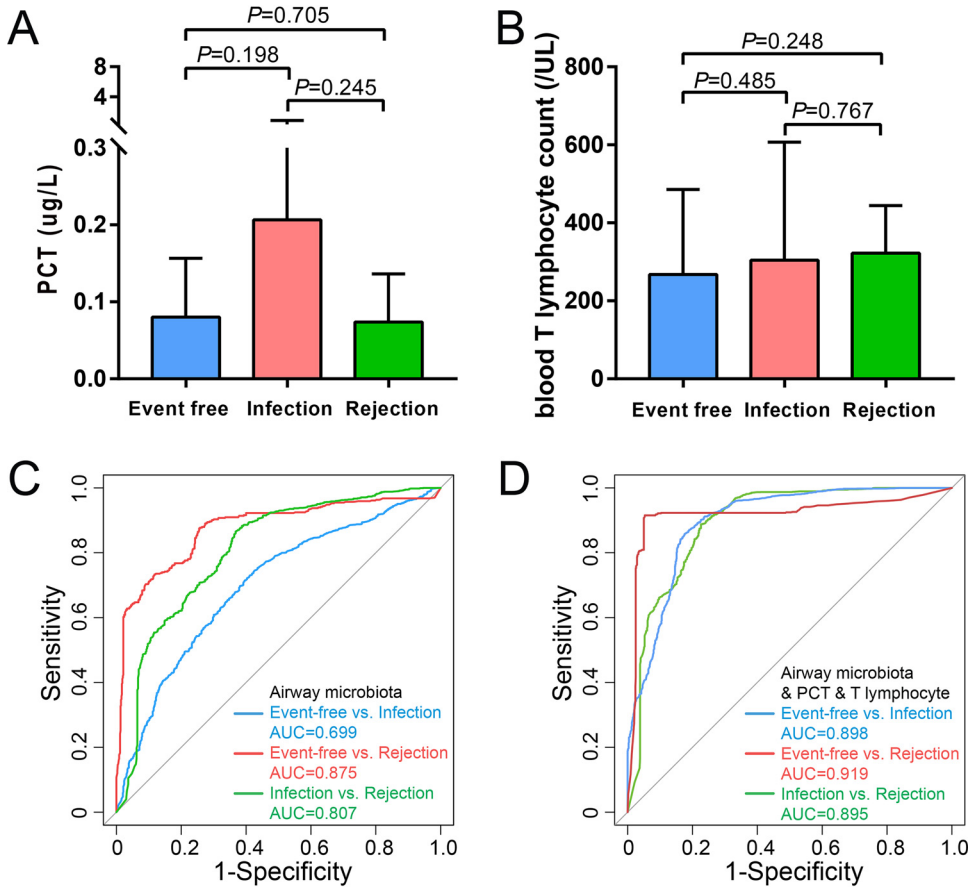 A
P=0.705
P=0.198
P=0.245
PCT (ug/L)
8
4
0.3
0.2
0.1
0.0
Event free Infection Rejection
B
P=0.248
P=0.485
P=0.767
blood T lymphocyte count (/UL)
800
600
400
200
0
Event free Infection Rejection
C
Sensitivity
1.0
0.8
0.6
0.4
0.2
0
Airway microbiota
Event-free vs. Infection
AUC=0.699
Event-free vs. Rejection
AUC=0.875
Infection vs. Rejection
AUC=0.807
0 0.2 0.4 0.6 0.8 1.0
1-Specificity
D
Sensitivity
1.0
0.8
0.6
0.4
0.2
0
Airway microbiota
& PCT & T lymphocyte
Event-free vs. Infection
AUC=0.898
Event-free vs. Rejection
AUC=0.919
Infection vs. Rejection
AUC=0.895
0 0.2 0.4 0.6 0.8 1.0
1-Specificity